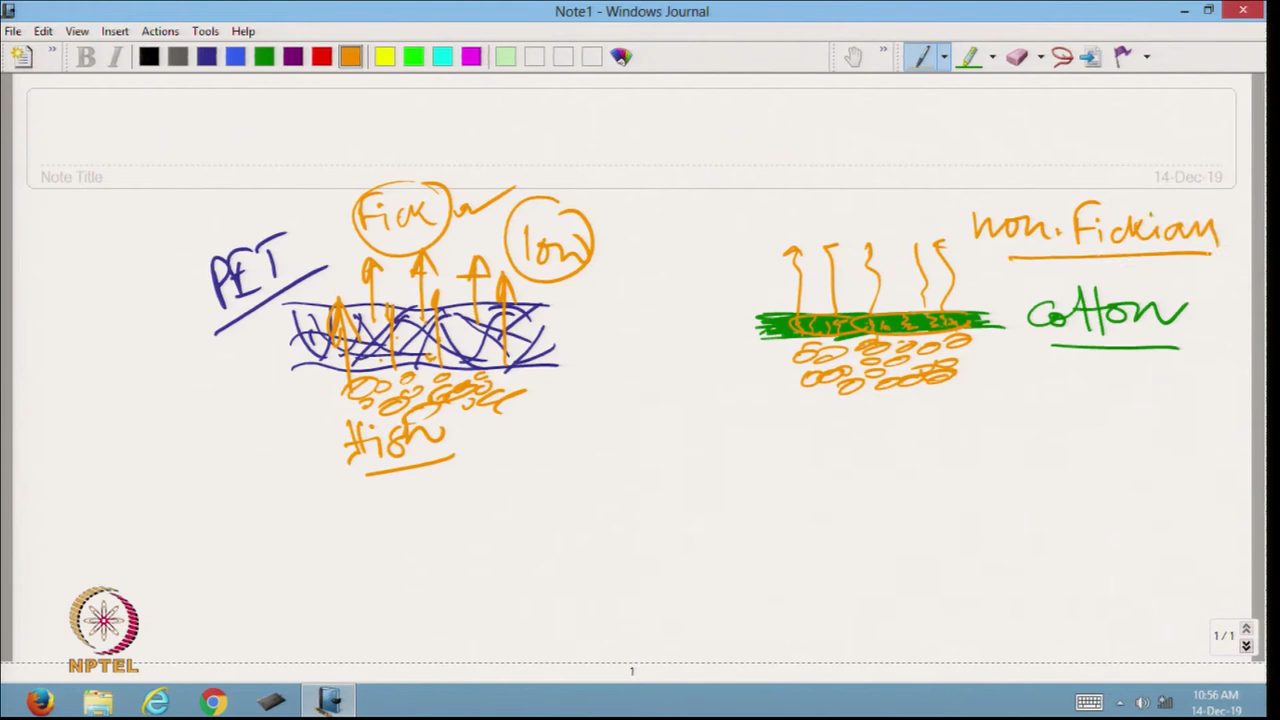 Note1 - Windows Journal
File Edit View Insert Actions Tools Help
B I
Note Title
14-Dec-19
PET
Fick
low
High
non-Fickian
cotton
1/1
1
NPTEL
10:56 AM
14-Dec-19